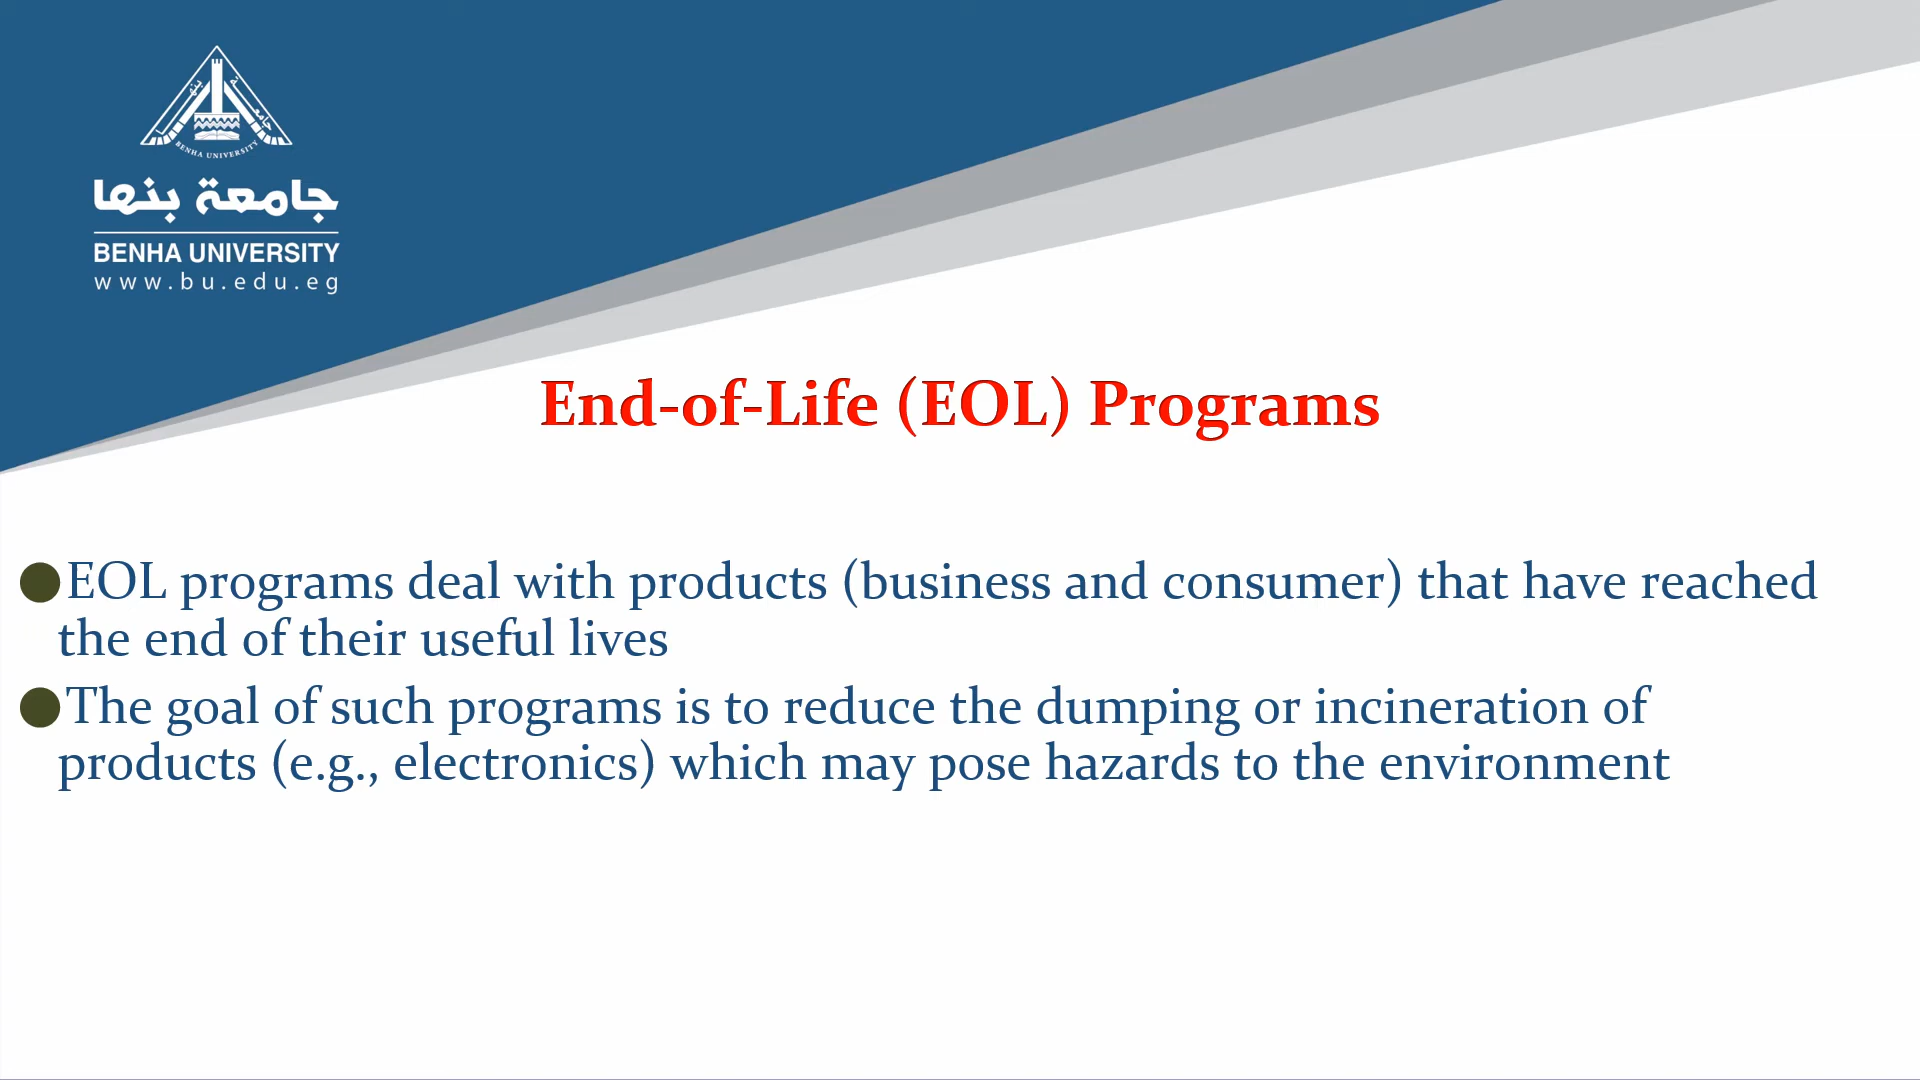 BENHA UNIVERSITY
جامعة بنها
BENHA UNIVERSITY
www.bu.edu.eg
End-of-Life (EOL) Programs
EOL programs deal with products (business and consumer) that have reached
the end of their useful lives
The goal of such programs is to reduce the dumping or incineration of
products (e.g., electronics) which may pose hazards to the environment